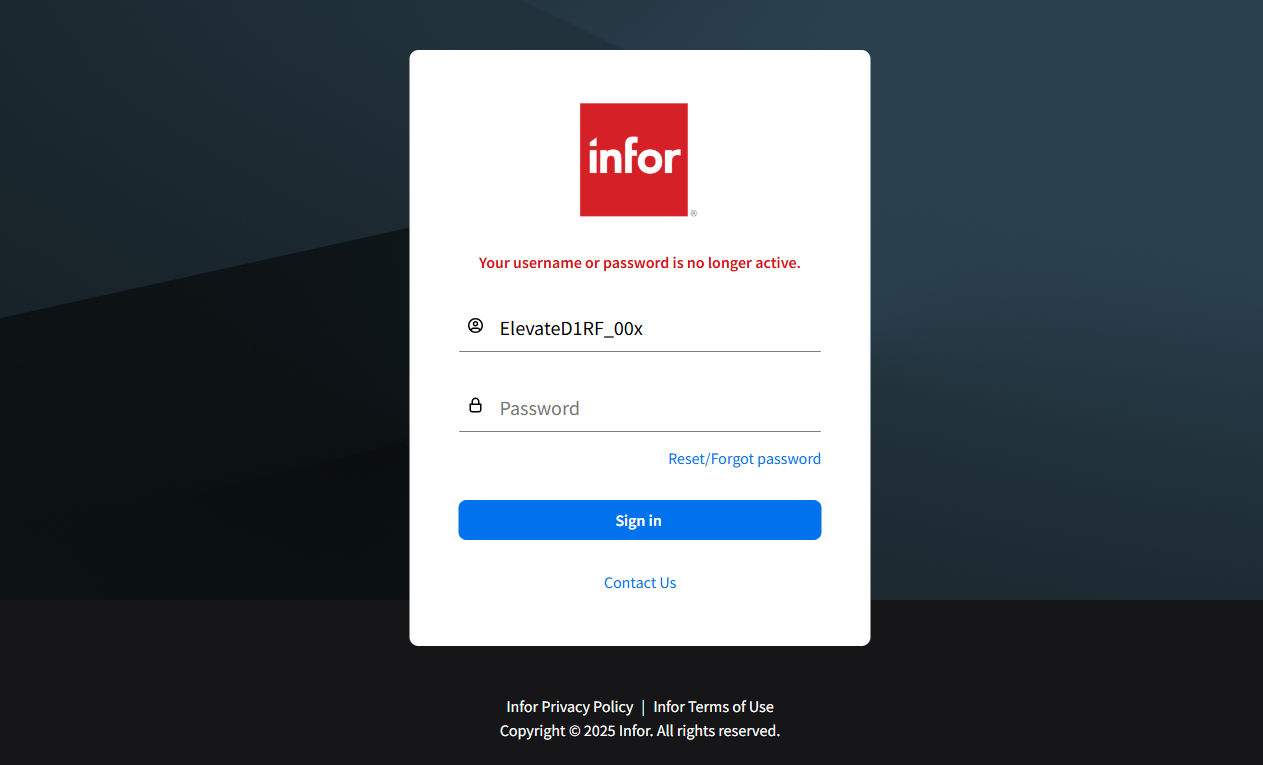 infor
®
Your username or password is no longer active.
ElevateD1RF_00x
Password
Reset/Forgot password
Sign in
Contact Us
Infor Privacy Policy | Infor Terms of Use
Copyright © 2025 Infor. All rights reserved.